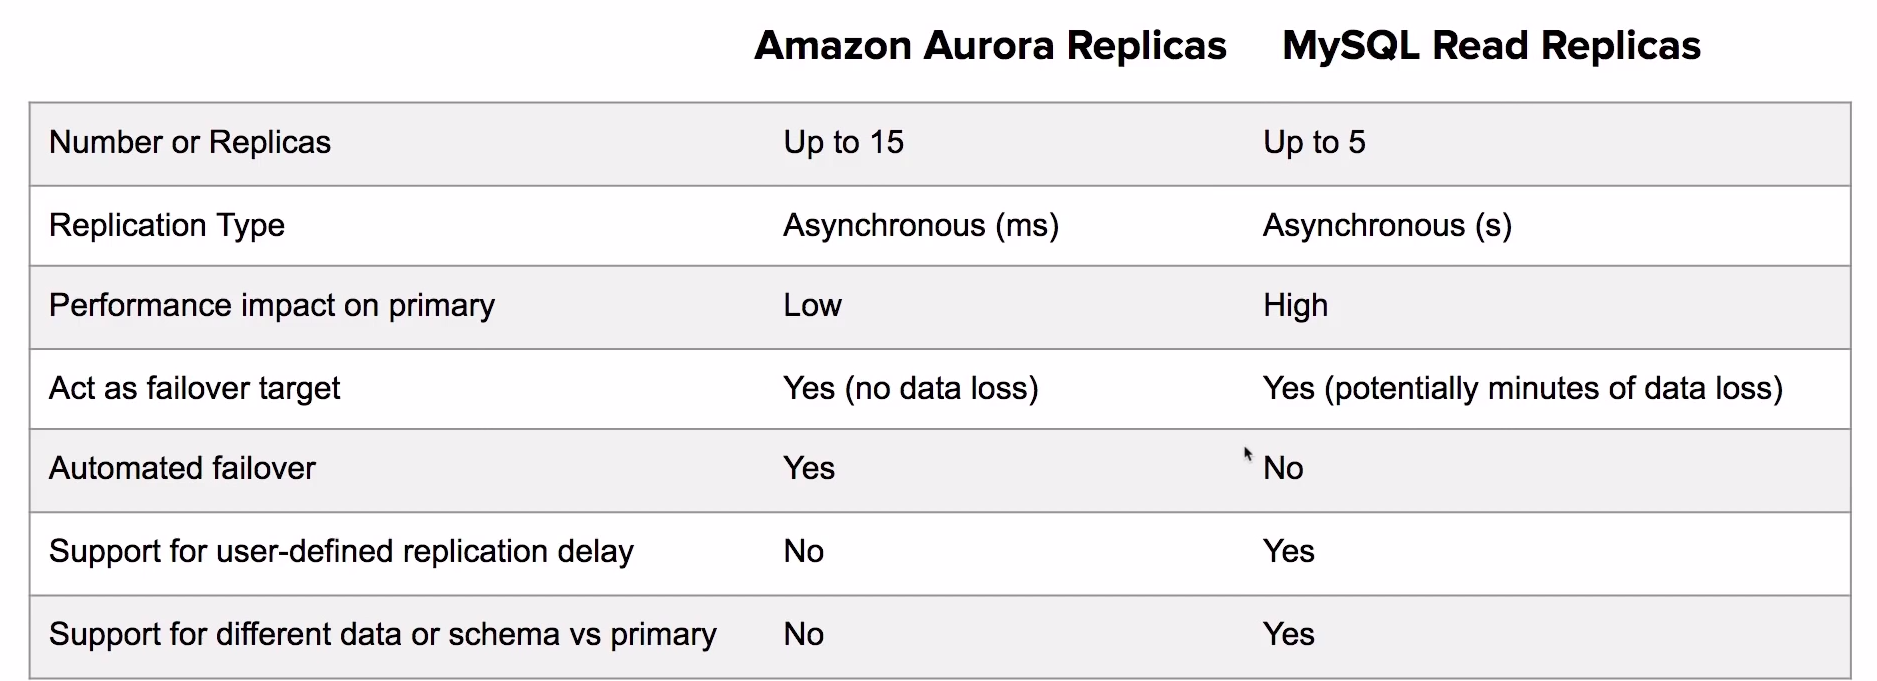 Amazon Aurora Replicas MySQL Read Replicas
Number or Replicas Up to 15 Up to 5
Replication Type Asynchronous (ms) Asynchronous (s)
Performance impact on primary Low High
Act as failover target Yes (no data loss) Yes (potentially minutes of data loss)
Automated failover Yes No
Support for user-defined replication delay No Yes
Support for different data or schema vs primary No Yes